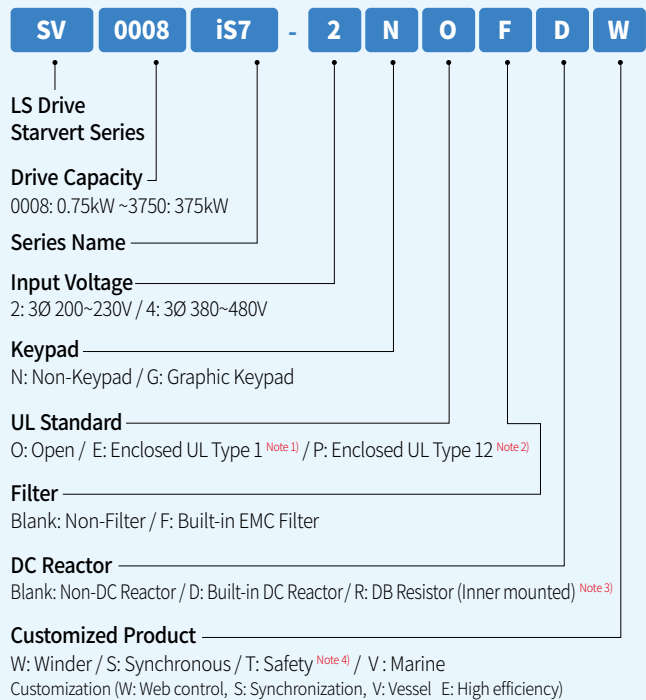 SV 0008 iS7 - 2 N O F D W
LS Drive
Starvert Series
Drive Capacity
0008: 0.75kW ~3750: 375kW
Series Name
Input Voltage
2: 3Ø 200~230V / 4: 3Ø 380~480V
Keypad
N: Non-Keypad / G: Graphic Keypad
UL Standard
O: Open / E: Enclosed UL Type 1 Note 1) / P: Enclosed UL Type 12 Note 2)
Filter
Blank: Non-Filter / F: Built-in EMC Filter
DC Reactor
Blank: Non-DC Reactor / D: Built-in DC Reactor/ R: DB Resistor (Inner mounted) Note 3)
Customized Product
W: Winder / S: Synchronous / T: Safety Note 4) / V : Marine
Customization (W: Web control, S: Synchronization, V: Vessel E: High efficiency)